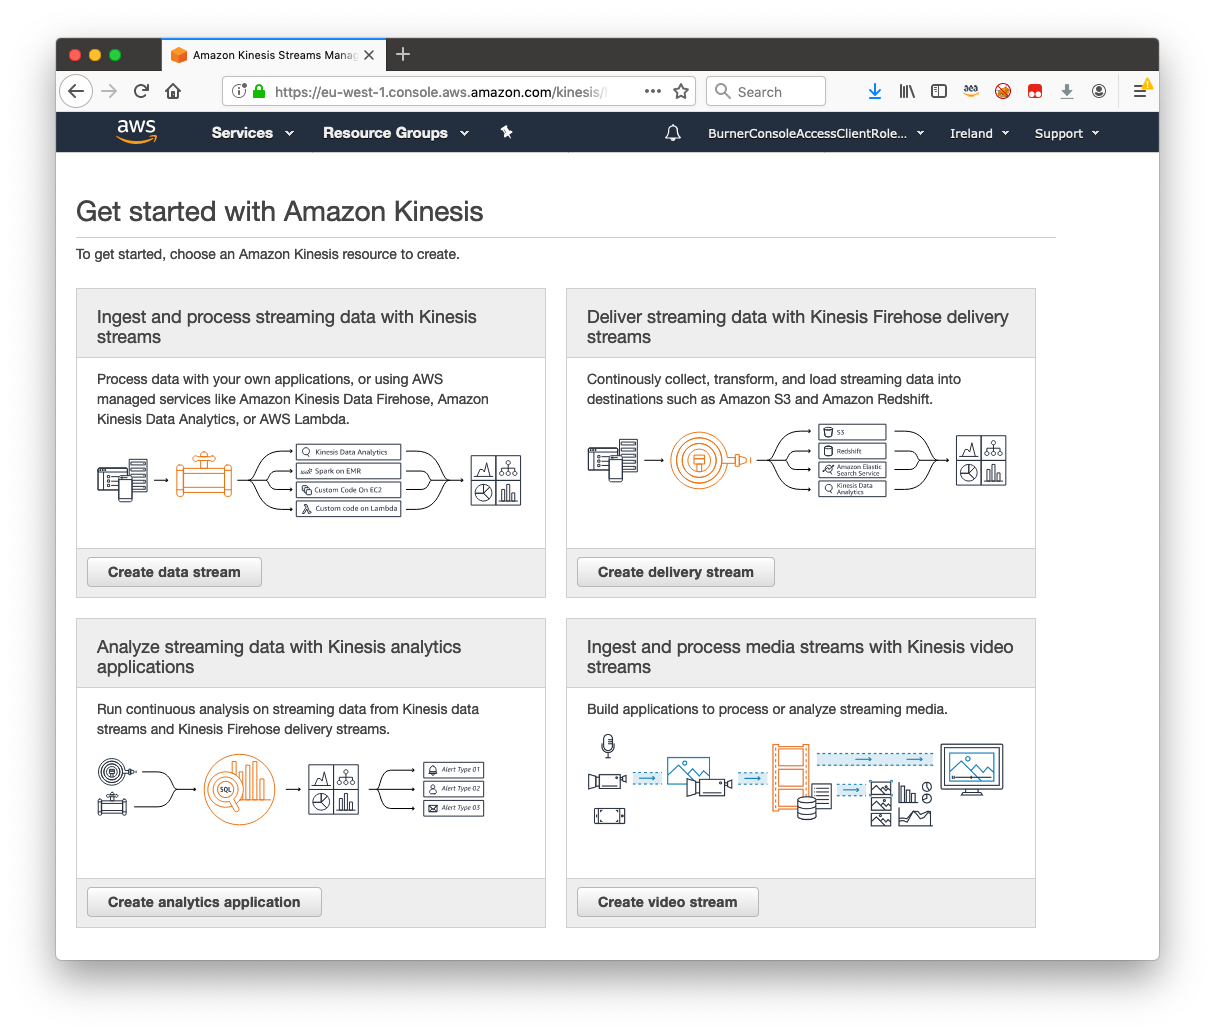 Amazon Kinesis Streams Manag
https://eu-west-1.console.aws.amazon.com/kinesis/
Search
aws
Services
Resource Groups
BurnerConsoleAccessClientRole...
Ireland
Support
Get started with Amazon Kinesis
To get started, choose an Amazon Kinesis resource to create.
Ingest and process streaming data with Kinesis
streams
Process data with your own applications, or using AWS
managed services like Amazon Kinesis Data Firehose, Amazon
Kinesis Data Analytics, or AWS Lambda.
Kinesis Data Analytics
Spark on EMR
Custom Code On EC2
Custom code on Lambda
Create data stream
Deliver streaming data with Kinesis Firehose delivery
streams
Continously collect, transform, and load streaming data into
destinations such as Amazon S3 and Amazon Redshift.
S3
Redshift
Amazon Elastic
Search Service
Kinesis Data
Analytics
Create delivery stream
Analyze streaming data with Kinesis analytics
applications
Run continuous analysis on streaming data from Kinesis data
streams and Kinesis Firehose delivery streams.
SQL
Alert Type 01
Alert Type 02
Alert Type 03
Create analytics application
Ingest and process media streams with Kinesis video
streams
Build applications to process or analyze streaming media.
Create video stream